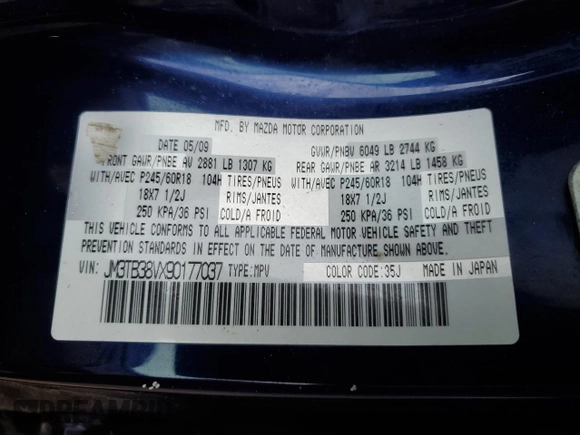 MFD. BY MAZDA MOTOR CORPORATION
DATE 05/09 GVWR/PNBV 6049 LB 2744 KG
FRONT GAWR/PNBE AV 2881 LB 1307 KG REAR GAWR/PNBE AR 3214 LB 1458 KG
WITH/AVEC P245/60R18 104H TIRES/PNEUS WITH/AVEC P245/60R18 104H TIRES/PNEUS
18X7 1/2J RIMS/JANTES 18X7 1/2J RIMS/JANTES
250 KPA/36 PSI COLD/A FROID 250 KPA/36 PSI COLD/A FROID
THIS VEHICLE CONFORMS TO ALL APPLICABLE FEDERAL MOTOR VEHICLE SAFETY AND THEFT
PREVENTION STANDARDS IN EFFECT ON THE DATE OF MANUFACTURE SHOWN ABOVE.
VIN: JM3TB38VX90177037 TYPE:MPV COLOR CODE:35J MADE IN JAPAN